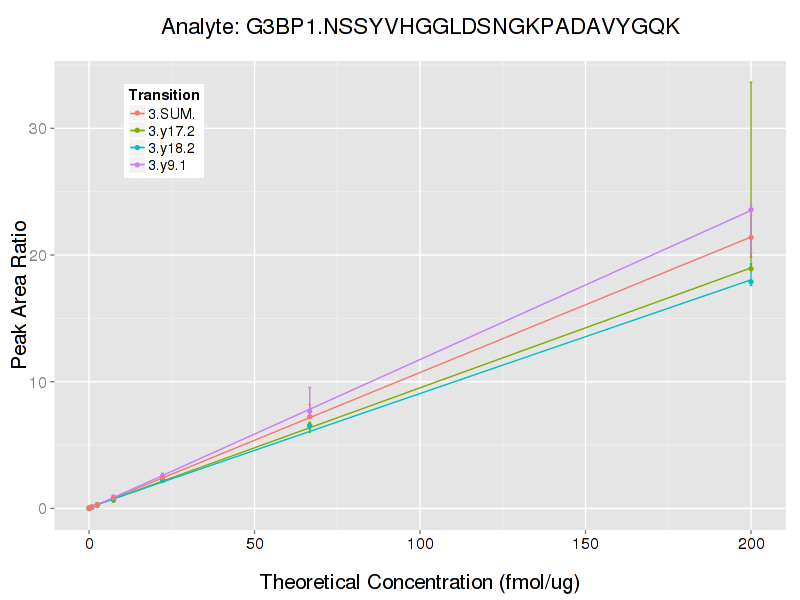 Analyte: G3BP1.NSSYVHGGLDSNGKPADAVYGQK
Transition
3.SUM.
3.y17.2
3.y18.2
3.y9.1
Peak Area Ratio
30
20
10
0
0 50 100 150 200
Theoretical Concentration (fmol/ug)